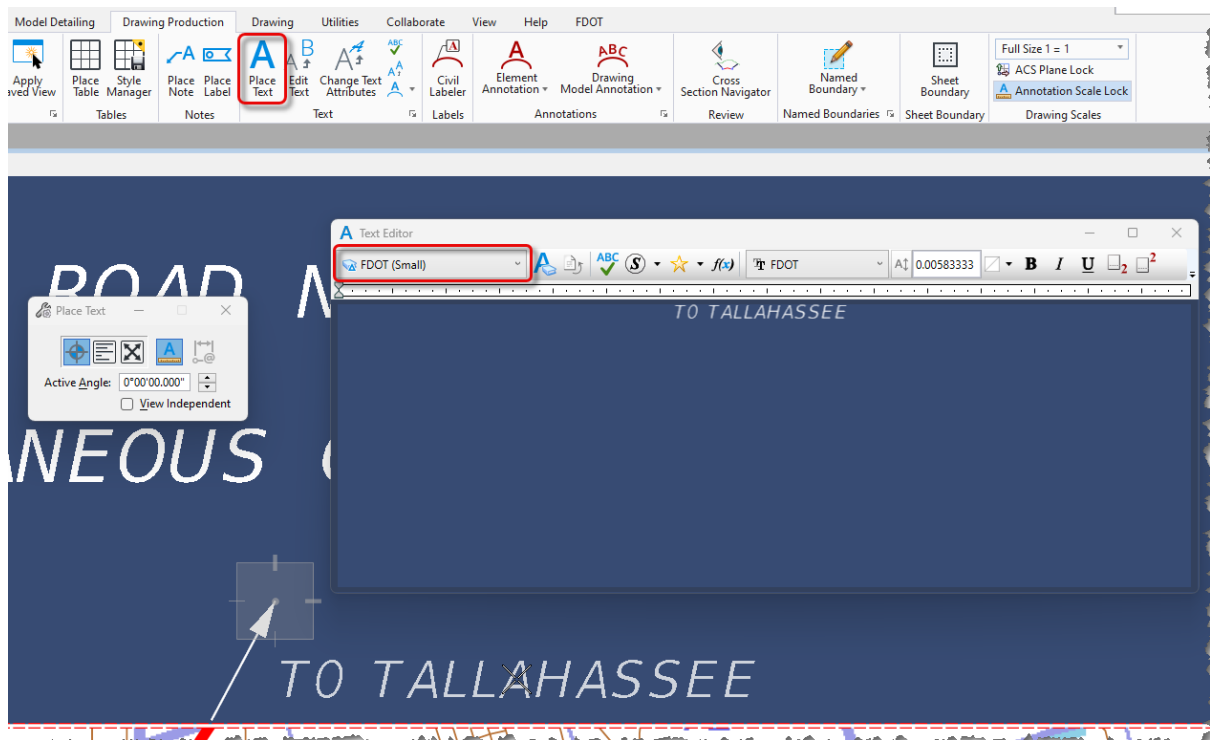 Model Detailing Drawing Production Drawing Utilities Collaborate View Help FDOT
Apply Place Style Place Place Place Edit Change Text Civil Element Drawing Cross Named Sheet Full Size 1 = 1
View Table Manager Note Label Text Text Attributes Labeler Annotation Model Annotation Section Navigator Boundary Boundary ACS Plane Lock
Annotation Scale Lock
Tables Notes Text Labels Annotations Review Named Boundaries Sheet Boundary Drawing Scales
Text Editor
FDOT (Small) ABC S f(x) FDOT 0.00583333 B I U
TO TALLAHASSEE
ROAD N
Place Text
Active Angle: 0°00'00.000"
View Independent
ANEOUS
TO TALLAHASSEE